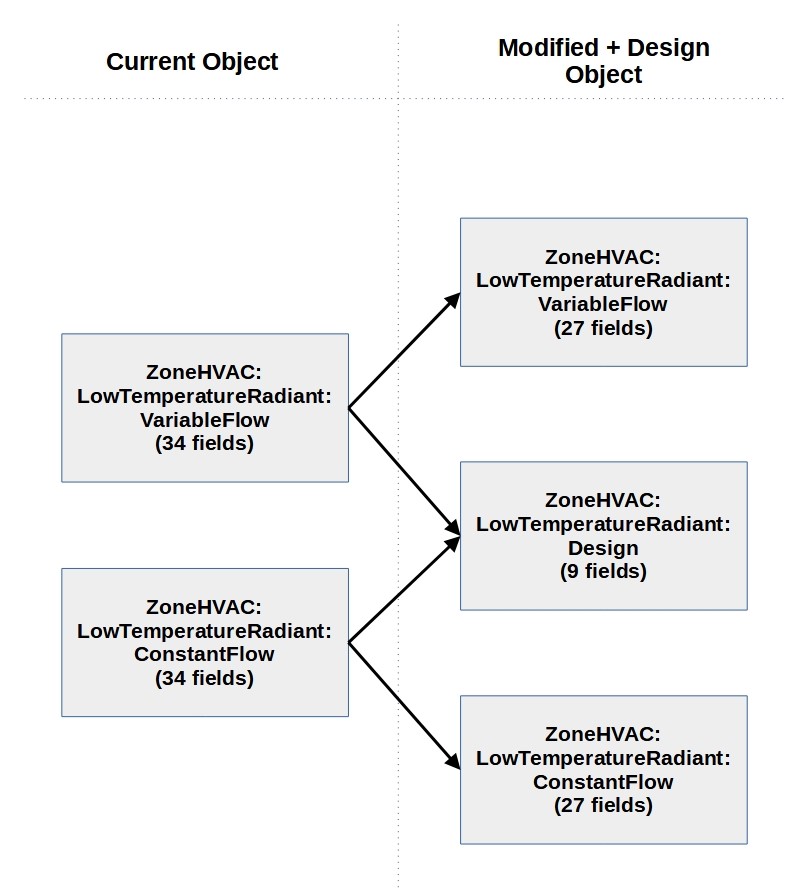 Current Object
Modified + Design
Object
ZoneHVAC:
LowTemperatureRadiant:
VariableFlow
(34 fields)
ZoneHVAC:
LowTemperatureRadiant:
ConstantFlow
(34 fields)
ZoneHVAC:
LowTemperatureRadiant:
VariableFlow
(27 fields)
ZoneHVAC:
LowTemperatureRadiant:
Design
(9 fields)
ZoneHVAC:
LowTemperatureRadiant:
ConstantFlow
(27 fields)